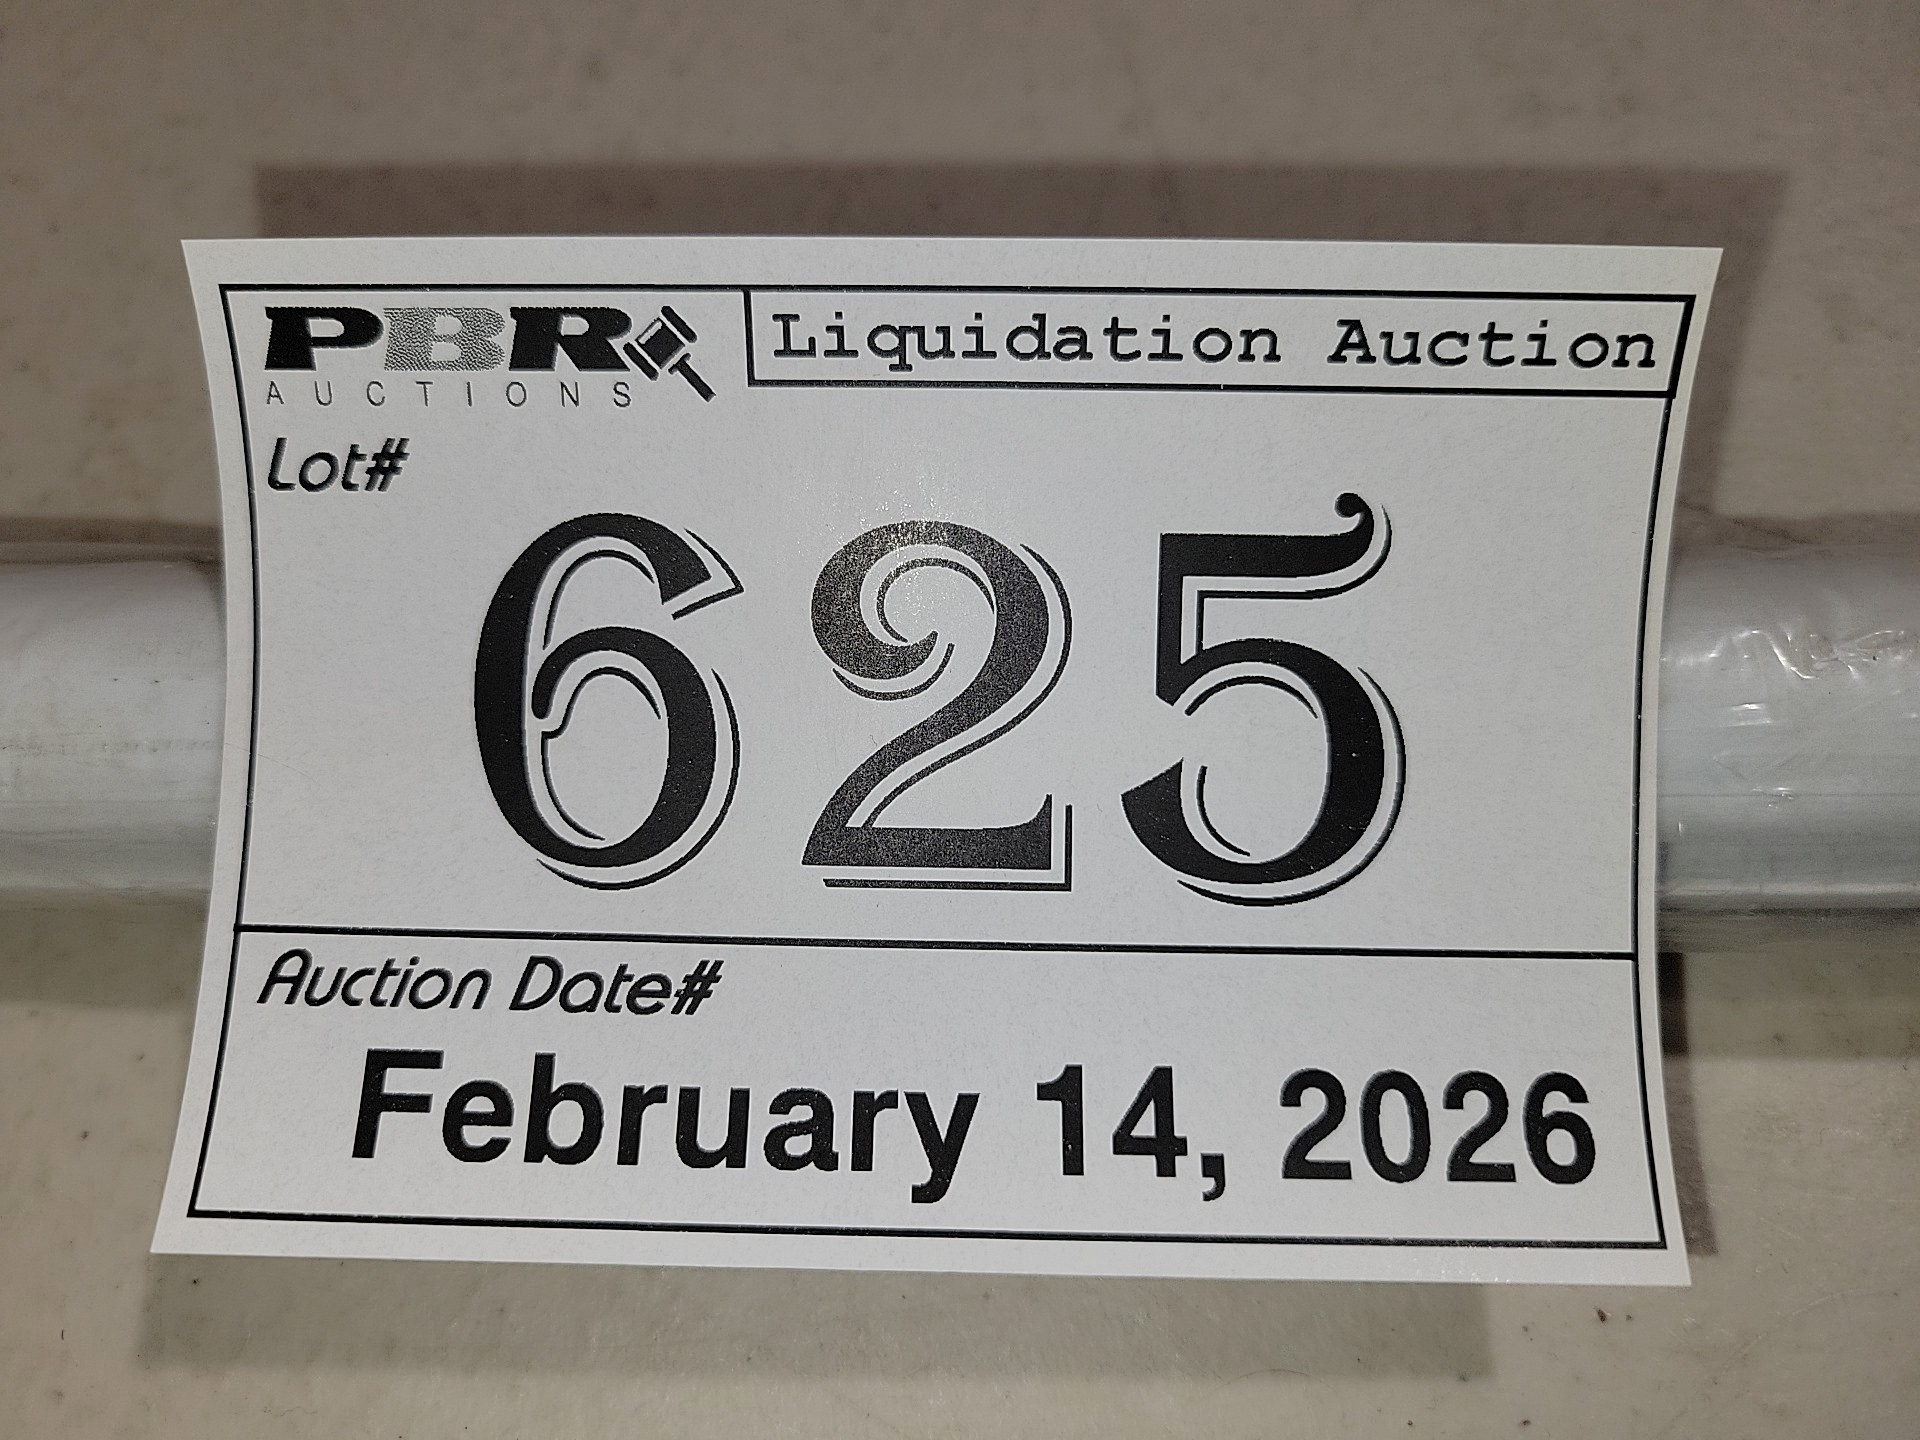 PBR
AUCTIONS
Liquidation Auction
Lot#
625
Auction Date#
February 14, 2026